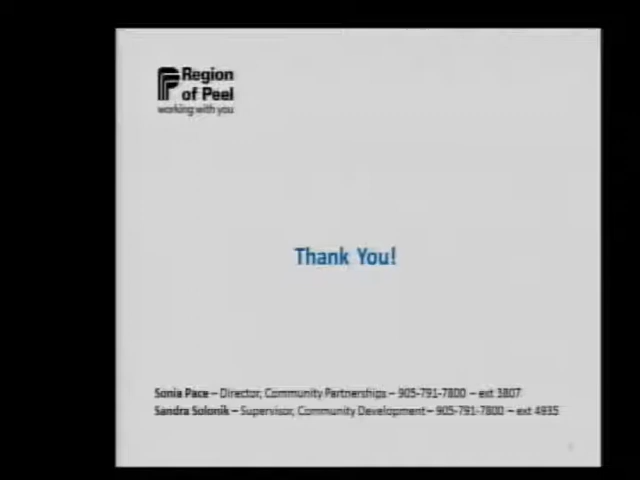 Region
of Peel
working with you
Thank You!
Sonia Pace – Director, Community Partnerships – 905-791-7800 – ext 3807
Sandra Solonik – Supervisor, Community Development – 905-791-7800 – ext 4935